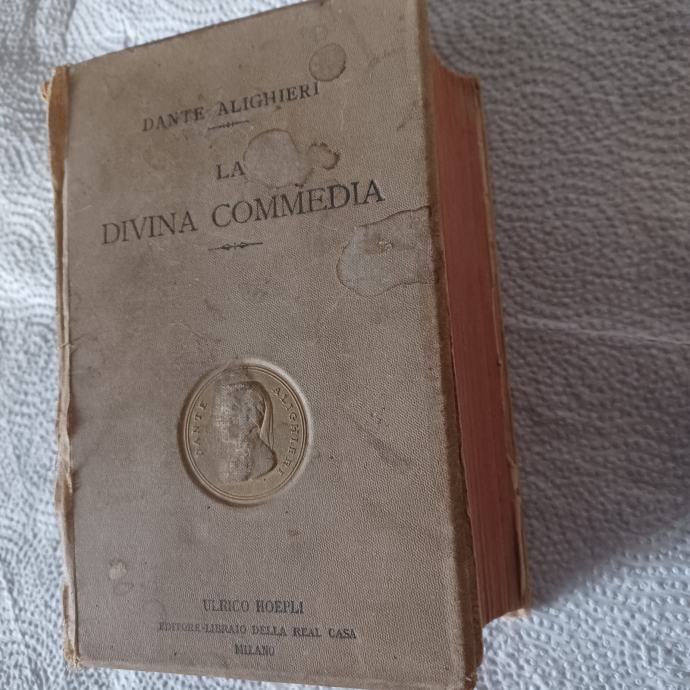 DANTE ALIGHIERI
LA
DIVINA COMMEDIA
DANTE ALIGHIERI
ULRICO HOEPLI
EDITORE-LIBRAIO DELLA REAL CASA
MILANO